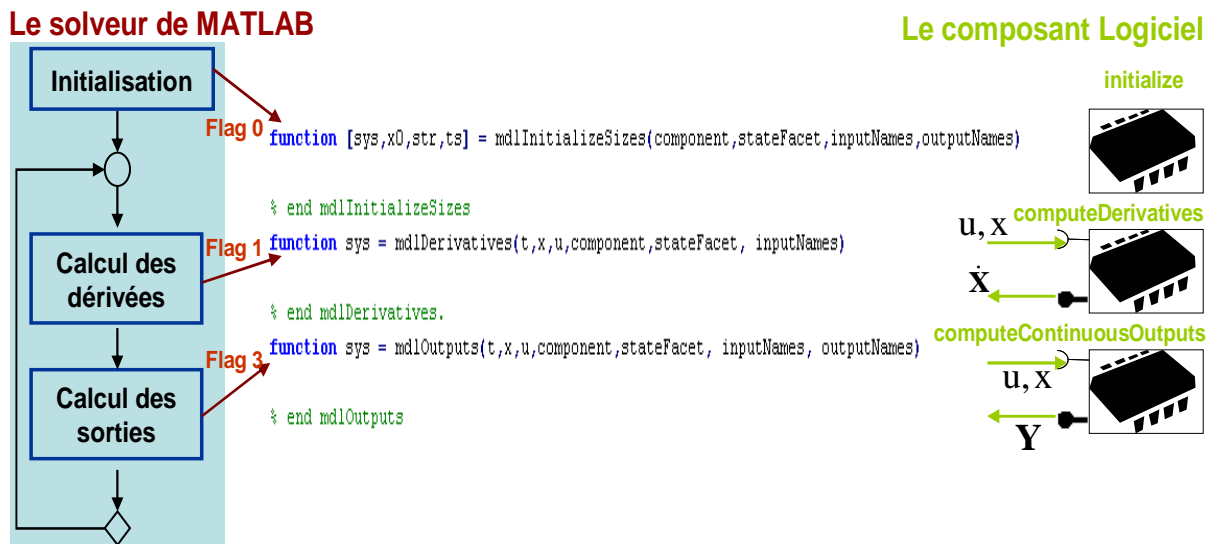 Le solveur de MATLAB
Le composant Logiciel
Initialisation
initialize
Flag 0
function [sys,x0,str,ts] = mdlInitializeSizes(component,stateFacet,inputNames,outputNames)
% end mdlInitializeSizes
computeDerivatives
Flag 1
function sys = mdlDerivatives(t,x,u,component,stateFacet, inputNames)
u, x
Calcul des
dérivées
Ẋ
% end mdlDerivatives.
computeContinuousOutputs
Flag 3
function sys = mdlOutputs(t,x,u,component,stateFacet, inputNames, outputNames)
u, x
Calcul des
sorties
% end mdlOutputs
Y